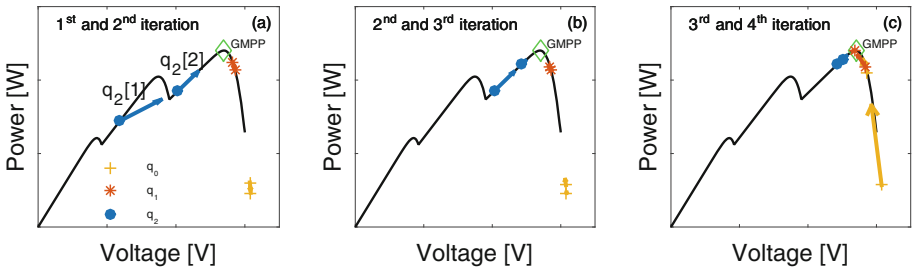 1st and 2nd iteration (a)
GMPP
q2[2]
q2[1]
q0
q1
q2
Power [W]
Voltage [V]
2nd and 3rd iteration (b)
GMPP
Power [W]
Voltage [V]
3rd and 4th iteration (c)
GMPP
Power [W]
Voltage [V]